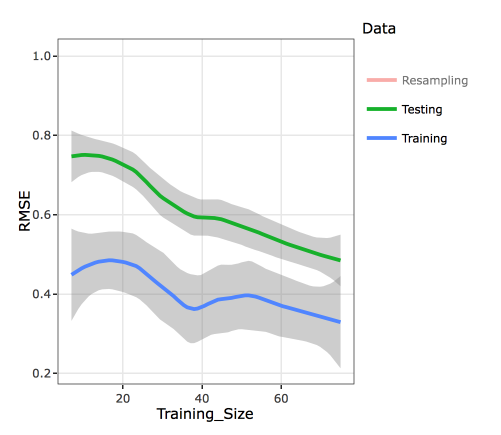 Data
Resampling
Testing
Training
1.0
0.8
0.6
0.4
0.2
RMSE
20
40
60
Training_Size